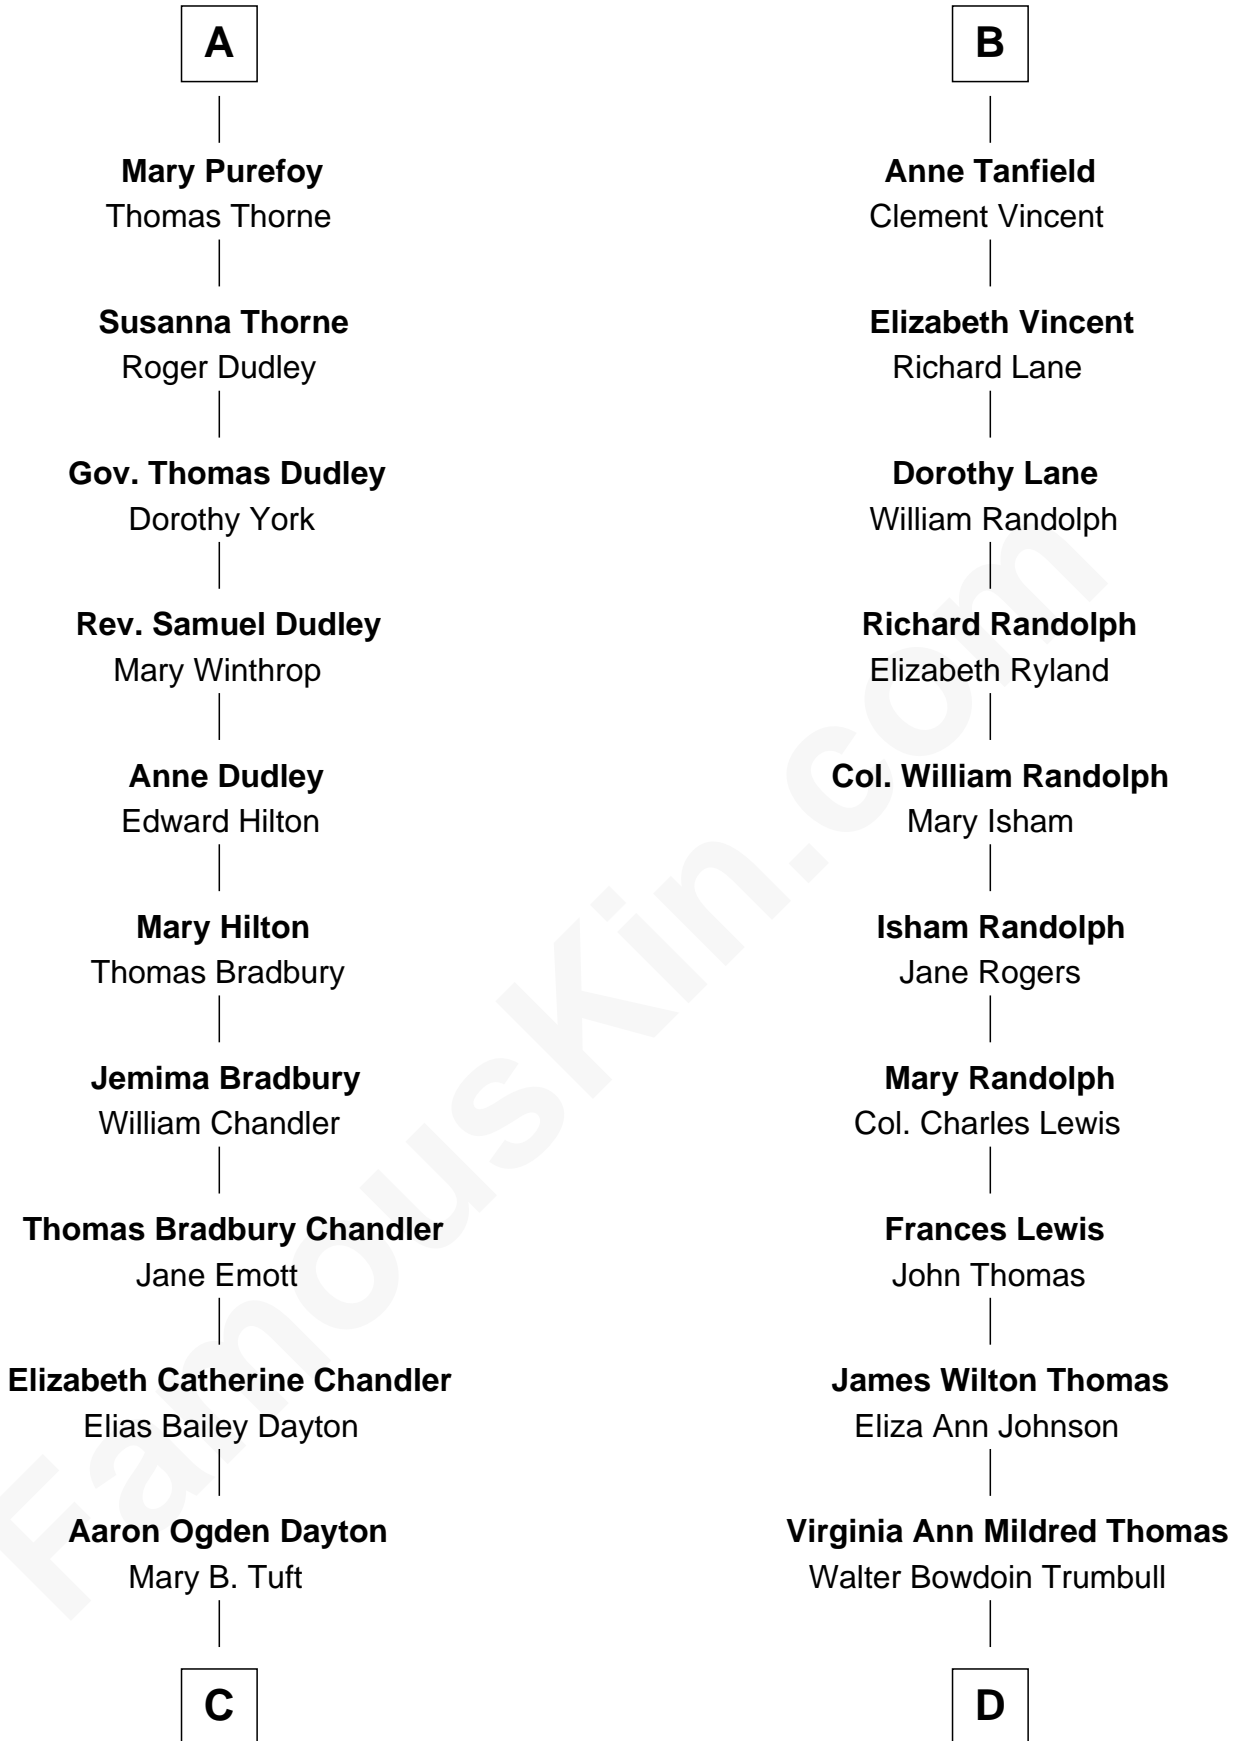 A
Mary Purefoy
Thomas Thorne
Susanna Thorne
Roger Dudley
Gov. Thomas Dudley
Dorothy York
Rev. Samuel Dudley
Mary Winthrop
Anne Dudley
Edward Hilton
Mary Hilton
Thomas Bradbury
Jemima Bradbury
William Chandler
Thomas Bradbury Chandler
Jane Emott
Elizabeth Catherine Chandler
Elias Bailey Dayton
Aaron Ogden Dayton
Mary B. Tuft
C
B
Anne Tanfield
Clement Vincent
Elizabeth Vincent
Richard Lane
Dorothy Lane
William Randolph
Richard Randolph
Elizabeth Ryland
Col. William Randolph
Mary Isham
Isham Randolph
Jane Rogers
Mary Randolph
Col. Charles Lewis
Frances Lewis
John Thomas
James Wilton Thomas
Eliza Ann Johnson
Virginia Ann Mildred Thomas
Walter Bowdoin Trumbull
D
FamousKin.com